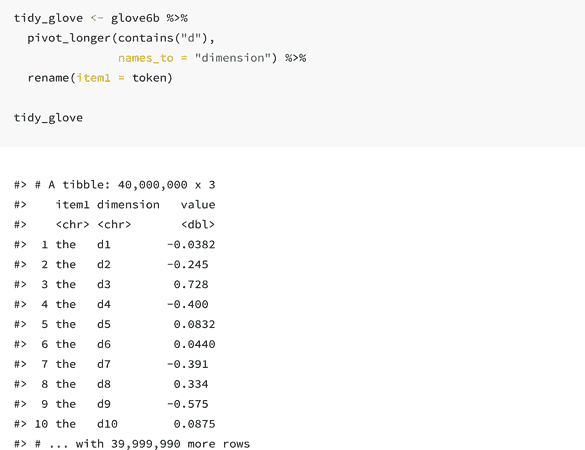 tidy_glove <- glove6b %>%
  pivot_longer(contains("d"),
               names_to = "dimension") %>%
  rename(item1 = token)
tidy_glove
#> # A tibble: 40,000,000 x 3
#>    item1 dimension   value
#>    <chr> <chr>       <dbl>
#>  1 the   d1        -0.0382
#>  2 the   d2        -0.245
#>  3 the   d3         0.728
#>  4 the   d4        -0.400
#>  5 the   d5         0.0832
#>  6 the   d6         0.0440
#>  7 the   d7        -0.391
#>  8 the   d8         0.334
#>  9 the   d9        -0.575
#> 10 the   d10        0.0875
#> # ... with 39,999,990 more rows